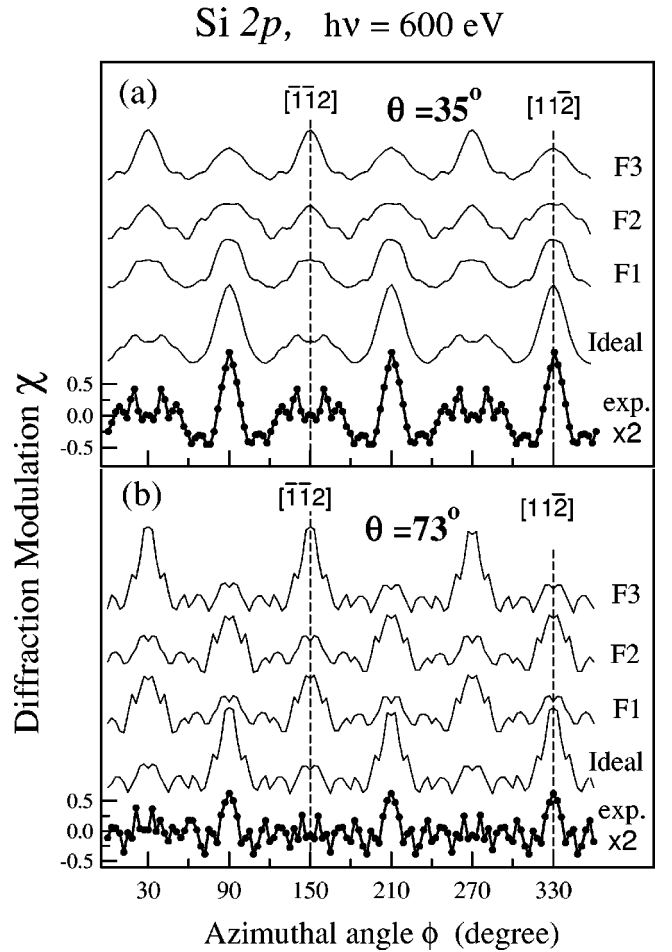 Si 2p, hν = 600 eV
(a)
[1̄1̄2]
θ =35°
[112̄]
F3
F2
F1
Ideal
exp.
x2
0.5
0.0
-0.5
Diffraction Modulation χ
(b)
[1̄1̄2]
θ =73°
[112̄]
F3
F2
F1
Ideal
exp.
x2
0.5
0.0
-0.5
30 90 150 210 270 330
Azimuthal angle ϕ (degree)